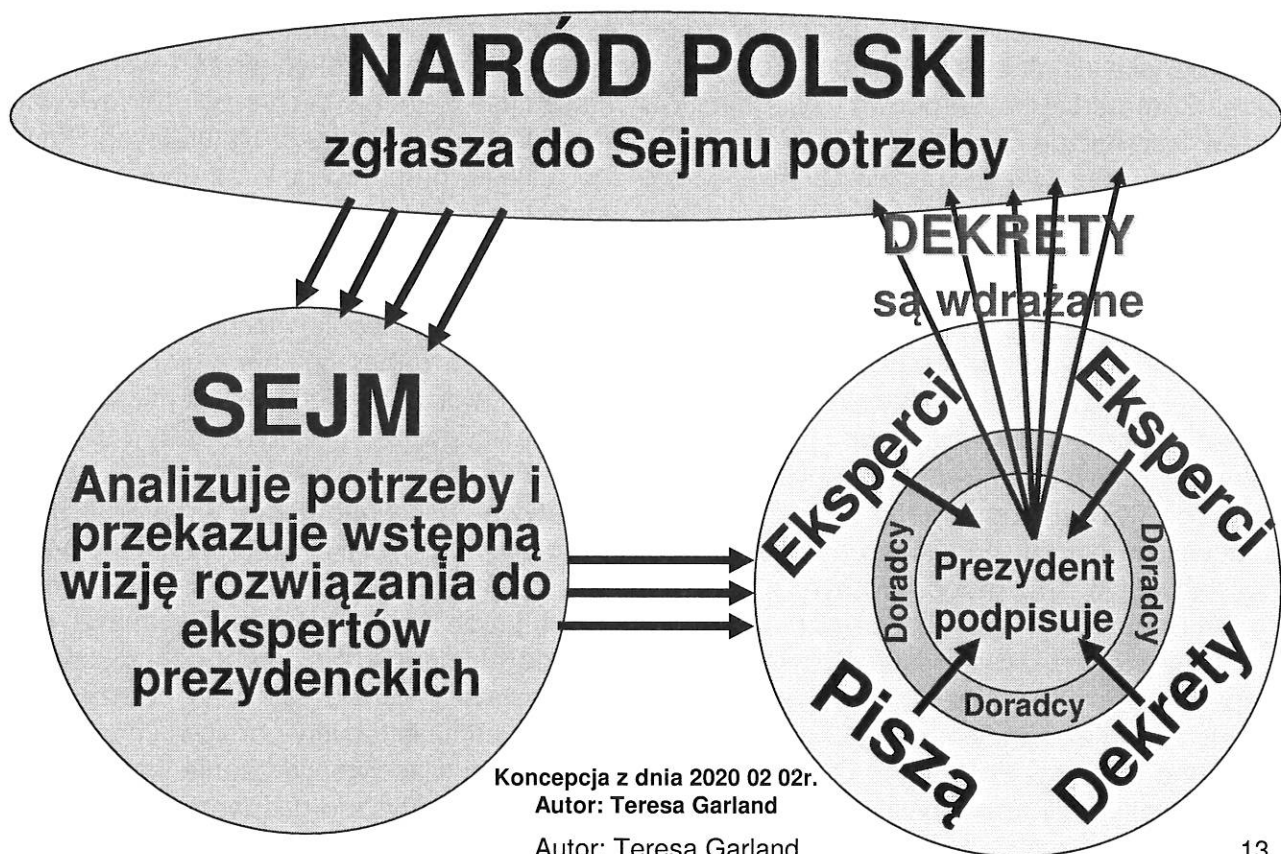 NARÓD POLSKI
zgłasza do Sejmu potrzeby
DEKRETY
są wdrażane
SEJM
Analizuje potrzeby i
przekazuje wstępną
wizję rozwiązania do
ekspertów
prezydenckich
Eksperci
Eksperci
Doradcy
Doradcy
Prezydent
podpisuje
Doradcy
Piszą
Dekrety
Koncepcja z dnia 2020 02 02r.
Autor: Teresa Garland
Autor: Teresa Garland
13